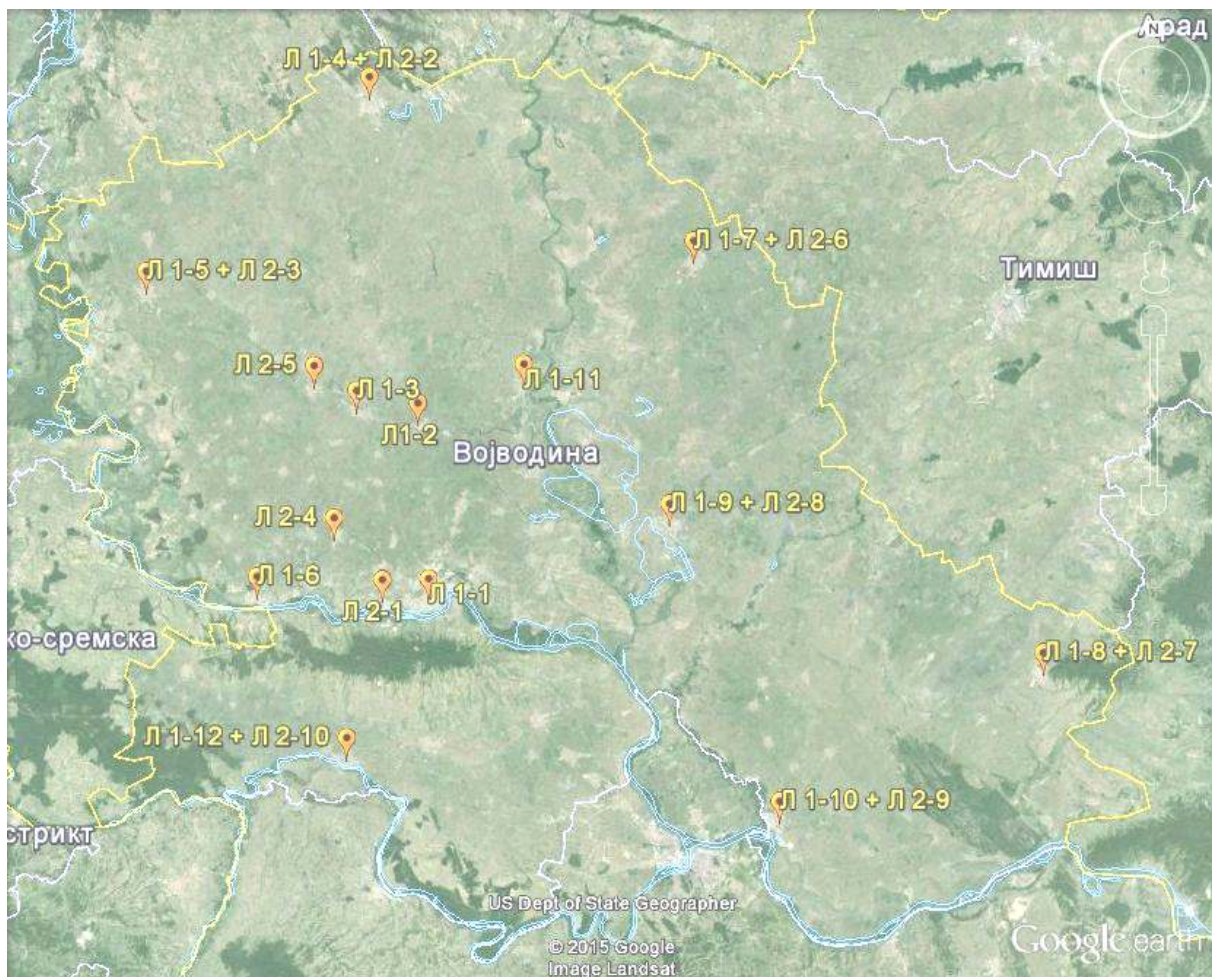 Арад
N
Л 1-4 + Л 2-2
Л 1-7 + Л 2-6
Л 1-5 + Л 2-3
Тимиш
Л 2-5
Л 1-3
Л 1-11
Л1-2
Војводина
Л 1-9 + Л 2-8
Л 2-4
Л 1-6
Л 2-1
Л 1-1
ко-сремска
Л 1-8 + Л 2-7
Л 1-12 + Л 2-10
Л 1-10 + Л 2-9
стрикт
US Dept of State Geographer
© 2015 Google
Image Landsat
Google earth